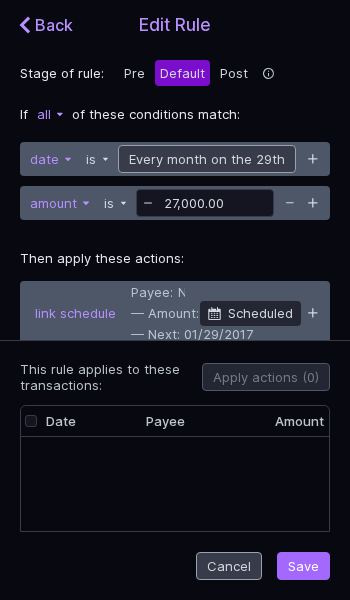 Back
Edit Rule
Stage of rule: Pre Default Post
If all of these conditions match:
date is Every month on the 29th
amount is 27,000.00
Then apply these actions:
Payee: N
link schedule — Amount: Scheduled
— Next: 01/29/2017
This rule applies to these
transactions:
Apply actions (0)
Date Payee Amount
Cancel Save